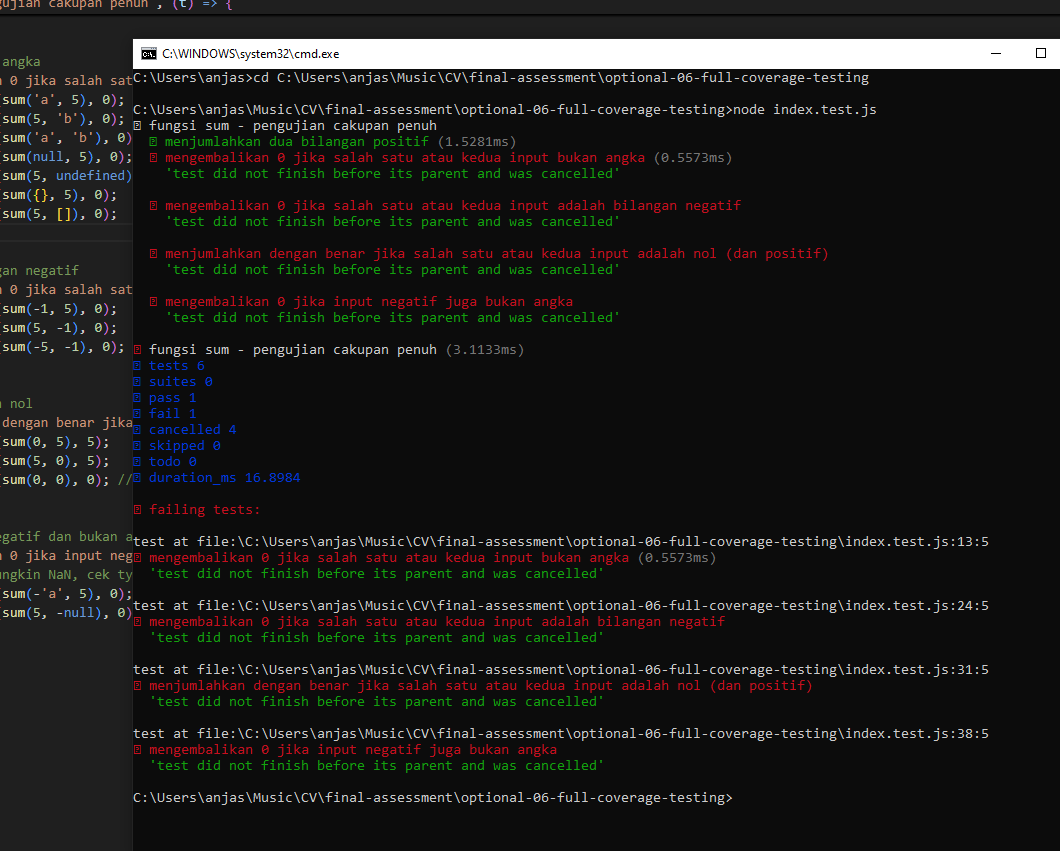 gujian cakupan penuh', (t) => {
angka
n 0 jika salah sat
(sum('a', 5), 0);
(sum(5, 'b'), 0);
(sum('a', 'b'), 0)
(sum(null, 5), 0);
(sum(5, undefined)
(sum({}, 5), 0);
(sum(5, []), 0);
gan negatif
n 0 jika salah sat
(sum(-1, 5), 0);
(sum(5, -1), 0);
(sum(-5, -1), 0);
n nol
dengan benar jika
(sum(0, 5), 5);
(sum(5, 0), 5);
(sum(0, 0), 0); //
egatif dan bukan a
n 0 jika input neg
ungkin NaN, cek ty
(sum(-'a', 5), 0);
(sum(5, -null), 0)
C:\WINDOWS\system32\cmd.exe
C:\Users\anjas>cd C:\Users\anjas\Music\CV\final-assessment\optional-06-full-coverage-testing
C:\Users\anjas\Music\CV\final-assessment\optional-06-full-coverage-testing>node index.test.js
fungsi sum - pengujian cakupan penuh
menjumlahkan dua bilangan positif (1.5281ms)
mengembalikan 0 jika salah satu atau kedua input bukan angka (0.5573ms)
'test did not finish before its parent and was cancelled'
mengembalikan 0 jika salah satu atau kedua input adalah bilangan negatif
'test did not finish before its parent and was cancelled'
menjumlahkan dengan benar jika salah satu atau kedua input adalah nol (dan positif)
'test did not finish before its parent and was cancelled'
mengembalikan 0 jika input negatif juga bukan angka
'test did not finish before its parent and was cancelled'
fungsi sum - pengujian cakupan penuh (3.1133ms)
tests 6
suites 0
pass 1
fail 1
cancelled 4
skipped 0
todo 0
duration_ms 16.8984
failing tests:
test at file:\C:\Users\anjas\Music\CV\final-assessment\optional-06-full-coverage-testing\index.test.js:13:5
mengembalikan 0 jika salah satu atau kedua input bukan angka (0.5573ms)
'test did not finish before its parent and was cancelled'
test at file:\C:\Users\anjas\Music\CV\final-assessment\optional-06-full-coverage-testing\index.test.js:24:5
mengembalikan 0 jika salah satu atau kedua input adalah bilangan negatif
'test did not finish before its parent and was cancelled'
test at file:\C:\Users\anjas\Music\CV\final-assessment\optional-06-full-coverage-testing\index.test.js:31:5
menjumlahkan dengan benar jika salah satu atau kedua input adalah nol (dan positif)
'test did not finish before its parent and was cancelled'
test at file:\C:\Users\anjas\Music\CV\final-assessment\optional-06-full-coverage-testing\index.test.js:38:5
mengembalikan 0 jika input negatif juga bukan angka
'test did not finish before its parent and was cancelled'
C:\Users\anjas\Music\CV\final-assessment\optional-06-full-coverage-testing>